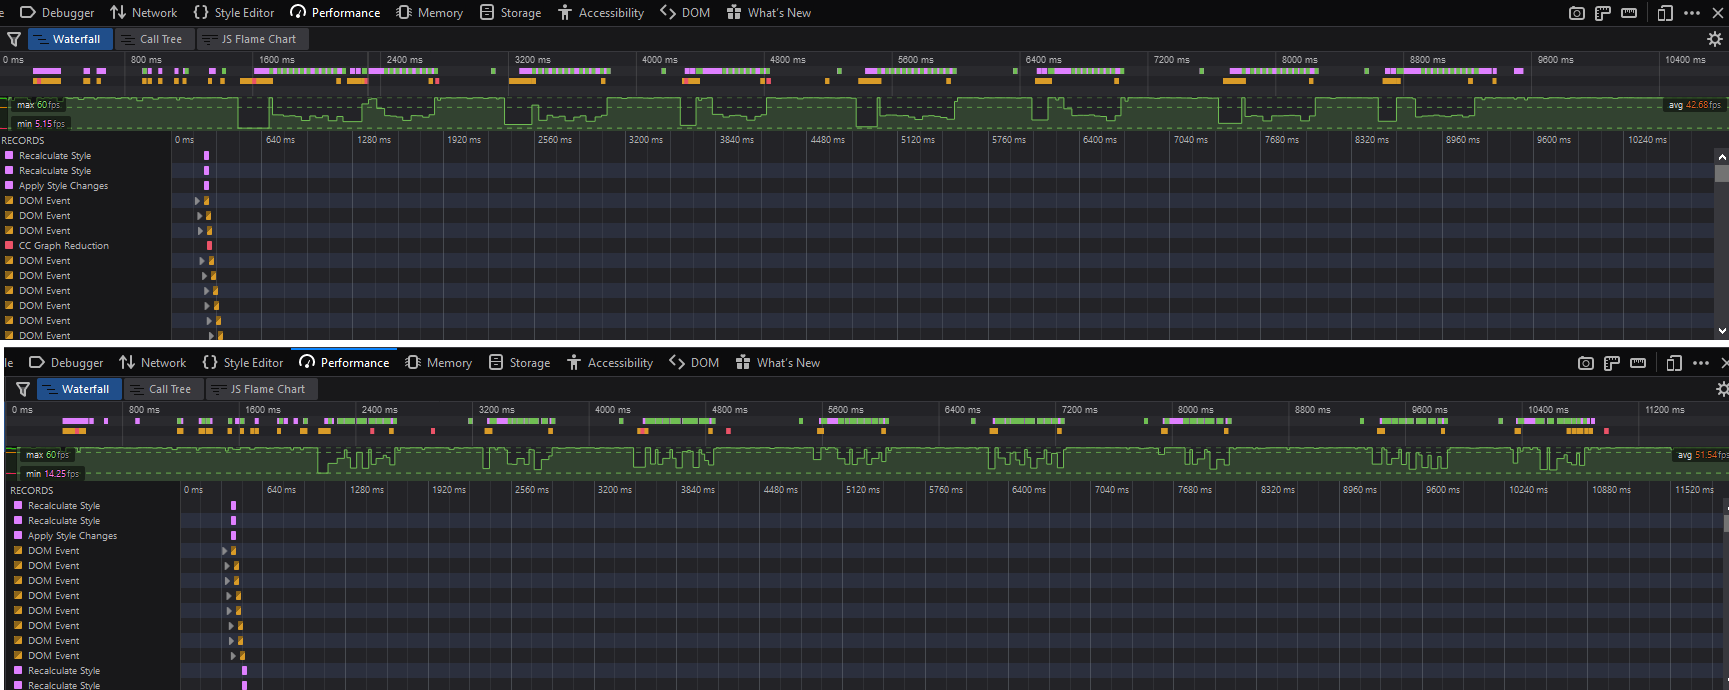 le Debugger Network Style Editor Performance Memory Storage Accessibility DOM What's New
Waterfall Call Tree JS Flame Chart
0 ms 800 ms 1600 ms 2400 ms 3200 ms 4000 ms 4800 ms 5600 ms 6400 ms 7200 ms 8000 ms 8800 ms 9600 ms 10400 ms
max 60fps avg 42.68fps
min 5.15fps
RECORDS 0 ms 640 ms 1280 ms 1920 ms 2560 ms 3200 ms 3840 ms 4480 ms 5120 ms 5760 ms 6400 ms 7040 ms 7680 ms 8320 ms 8960 ms 9600 ms 10240 ms
Recalculate Style
Recalculate Style
Apply Style Changes
DOM Event
DOM Event
DOM Event
CC Graph Reduction
DOM Event
DOM Event
DOM Event
DOM Event
DOM Event
DOM Event
le Debugger Network Style Editor Performance Memory Storage Accessibility DOM What's New
Waterfall Call Tree JS Flame Chart
0 ms 800 ms 1600 ms 2400 ms 3200 ms 4000 ms 4800 ms 5600 ms 6400 ms 7200 ms 8000 ms 8800 ms 9600 ms 10400 ms 11200 ms
max 60fps avg 51.54fps
min 14.25fps
RECORDS 0 ms 640 ms 1280 ms 1920 ms 2560 ms 3200 ms 3840 ms 4480 ms 5120 ms 5760 ms 6400 ms 7040 ms 7680 ms 8320 ms 8960 ms 9600 ms 10240 ms 10880 ms 11520 ms
Recalculate Style
Recalculate Style
Apply Style Changes
DOM Event
DOM Event
DOM Event
DOM Event
DOM Event
DOM Event
DOM Event
DOM Event
Recalculate Style
Recalculate Style